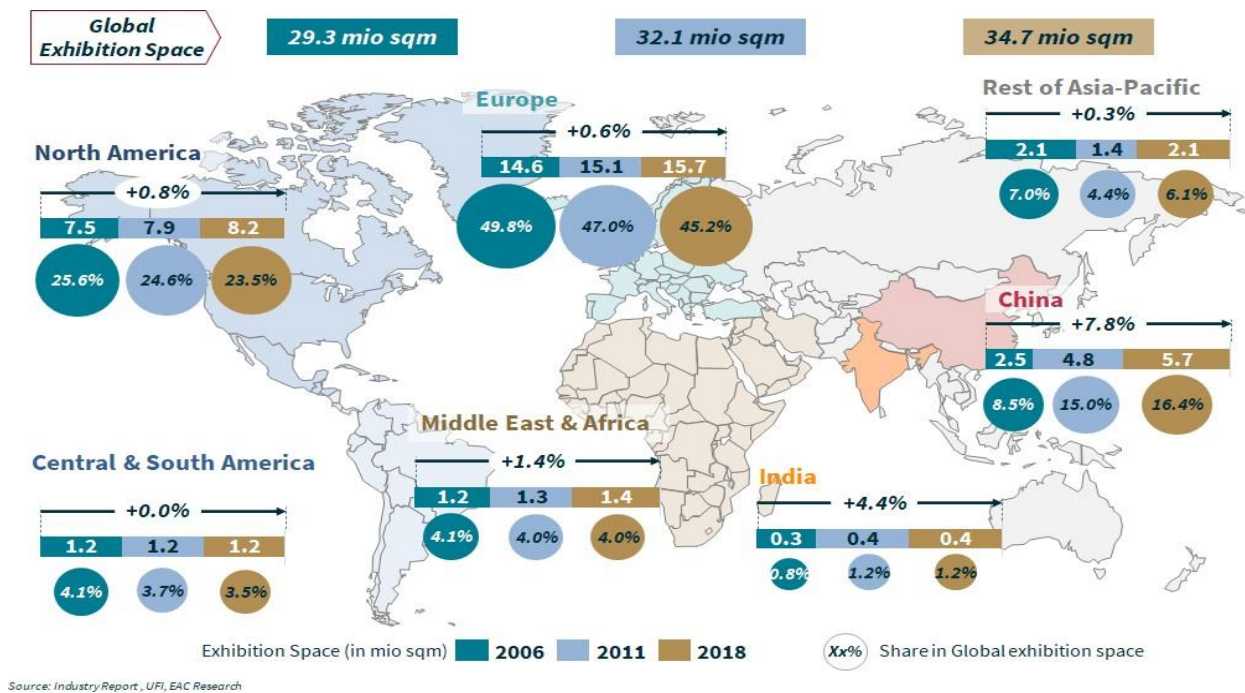 Global
Exhibition Space
29.3 mio sqm
32.1 mio sqm
34.7 mio sqm
Europe
+0.6%
14.6 15.1 15.7
49.8% 47.0% 45.2%
Rest of Asia-Pacific
+0.3%
2.1 1.4 2.1
7.0% 4.4% 6.1%
North America
+0.8%
7.5 7.9 8.2
25.6% 24.6% 23.5%
China
+7.8%
2.5 4.8 5.7
8.5% 15.0% 16.4%
Middle East & Africa
+1.4%
1.2 1.3 1.4
4.1% 4.0% 4.0%
Central & South America
+0.0%
1.2 1.2 1.2
4.1% 3.7% 3.5%
India
+4.4%
0.3 0.4 0.4
0.8% 1.2% 1.2%
Exhibition Space (in mio sqm) 2006 2011 2018 Xx% Share in Global exhibition space
Source: Industry Report , UFI, EAC Research